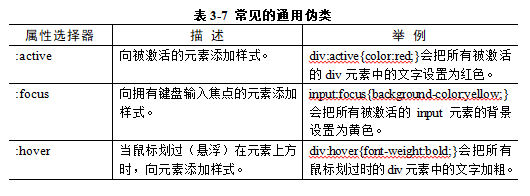 表 3-7 常见的通用伪类
属性选择器 描 述 举 例
:active 向被激活的元素添加样式。 div:active{color:red;}会把所有被激活
的 div 元素中的文字设置为红色。
:focus 向拥有键盘输入焦点的元素添加 input:focus{background-color:yellow;}
样式。 会把所有被激活的 input 元素的背景
设置为黄色。
:hover 当鼠标划过（悬浮）在元素上方 div:hover{font-weight:bold;}会把所有
时，向元素添加样式。 鼠标划过时的 div 元素中的文字加粗。